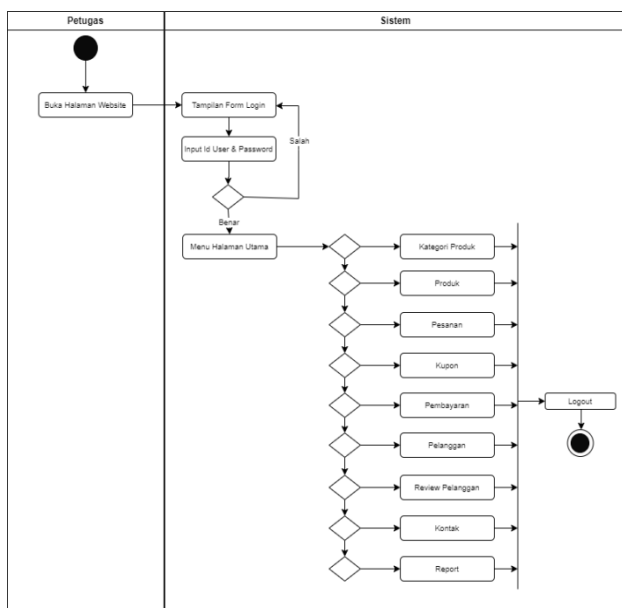 Petugas
Sistem
Buka Halaman Website
Tampilan Form Login
Salah
Input Id User & Password
Benar
Menu Halaman Utama
Kategori Produk
Produk
Pesanan
Kupon
Pembayaran
Logout
Pelanggan
Review Pelanggan
Kontak
Report